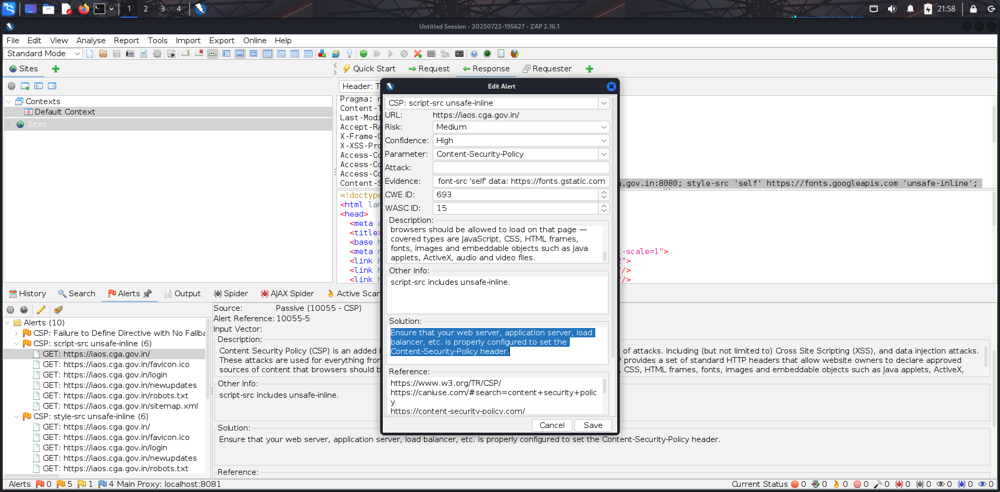 1 2 3 4
21:58
Untitled Session - 20250722-195627 - ZAP 2.16.1
File Edit View Analyse Report Tools Import Export Online Help
Standard Mode
Sites
Quick Start Request Response Requester
Header: T
Contexts
Default Context
Sites
Pragma: 
Content-
Last-Modi
Accept-Ra
X-Frame-
X-XSS-Pro
Access-Co
Access-Co
Access-Co
Content-S
a.gov.in:8080; style-src 'self' https://fonts.googleapis.com 'unsafe-inline';
<!doctype
<html lan
<head>
<meta
<title>
<base h
<meta
-scale=1">
<link
">
<link
"/>
<link
"/>
Edit Alert
CSP: script-src unsafe-inline
URL: https://iaos.cga.gov.in/
Risk: Medium
Confidence: High
Parameter: Content-Security-Policy
Attack:
Evidence: font-src 'self' data: https://fonts.gstatic.com
CWE ID: 693
WASC ID: 15
Description:
browsers should be allowed to load on that page —
covered types are JavaScript, CSS, HTML frames,
fonts, images and embeddable objects such as Java
applets, ActiveX, audio and video files.
Other Info:
script-src includes unsafe-inline.
Solution:
Ensure that your web server, application server, load
balancer, etc. is properly configured to set the
Content-Security-Policy header.
Reference:
https://www.w3.org/TR/CSP/
https://caniuse.com/#search=content+security+polic
y
https://content-security-policy.com/
Cancel Save
History Search Alerts Output Spider AJAX Spider Active Scan
Alerts (10)
CSP: Failure to Define Directive with No Fallba
CSP: script-src unsafe-inline (6)
GET: https://iaos.cga.gov.in/
GET: https://iaos.cga.gov.in/favicon.ico
GET: https://iaos.cga.gov.in/login
GET: https://iaos.cga.gov.in/newupdates
GET: https://iaos.cga.gov.in/robots.txt
GET: https://iaos.cga.gov.in/sitemap.xml
CSP: style-src unsafe-inline (6)
GET: https://iaos.cga.gov.in/
GET: https://iaos.cga.gov.in/favicon.ico
GET: https://iaos.cga.gov.in/login
GET: https://iaos.cga.gov.in/newupdates
GET: https://iaos.cga.gov.in/robots.txt
Source: Passive (10055 - CSP)
Alert Reference: 10055-5
Input Vector:
Description:
Content Security Policy (CSP) is an added of attacks. Including (but not limited to) Cross Site Scripting (XSS), and data injection attacks.
These attacks are used for everything from provides a set of standard HTTP headers that allow website owners to declare approved
sources of content that browsers should b CSS, HTML frames, fonts, images and embeddable objects such as Java applets, ActiveX,
Other Info:
script-src includes unsafe-inline.
Solution:
Ensure that your web server, application server, load balancer, etc. is properly configured to set the Content-Security-Policy header.
Reference:
Alerts 0 5 1 4 Main Proxy: localhost:8081
Current Status 0 0 0 0 0 0 0 0 0 0